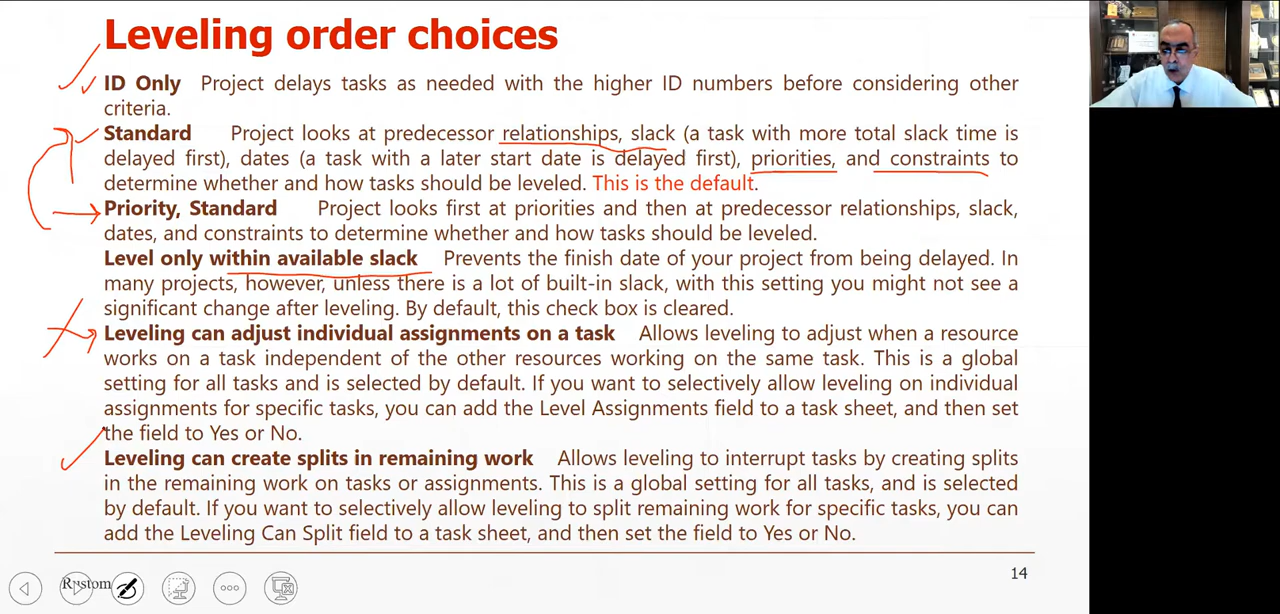 Leveling order choices
ID Only Project delays tasks as needed with the higher ID numbers before considering other
criteria.
Standard Project looks at predecessor relationships, slack (a task with more total slack time is
delayed first), dates (a task with a later start date is delayed first), priorities, and constraints to
determine whether and how tasks should be leveled. This is the default.
Priority, Standard Project looks first at priorities and then at predecessor relationships, slack,
dates, and constraints to determine whether and how tasks should be leveled.
Level only within available slack Prevents the finish date of your project from being delayed. In
many projects, however, unless there is a lot of built-in slack, with this setting you might not see a
significant change after leveling. By default, this check box is cleared.
Leveling can adjust individual assignments on a task Allows leveling to adjust when a resource
works on a task independent of the other resources working on the same task. This is a global
setting for all tasks and is selected by default. If you want to selectively allow leveling on individual
assignments for specific tasks, you can add the Level Assignments field to a task sheet, and then set
the field to Yes or No.
Leveling can create splits in remaining work Allows leveling to interrupt tasks by creating splits
in the remaining work on tasks or assignments. This is a global setting for all tasks, and is selected
by default. If you want to selectively allow leveling to split remaining work for specific tasks, you can
add the Leveling Can Split field to a task sheet, and then set the field to Yes or No.
Rustom
14